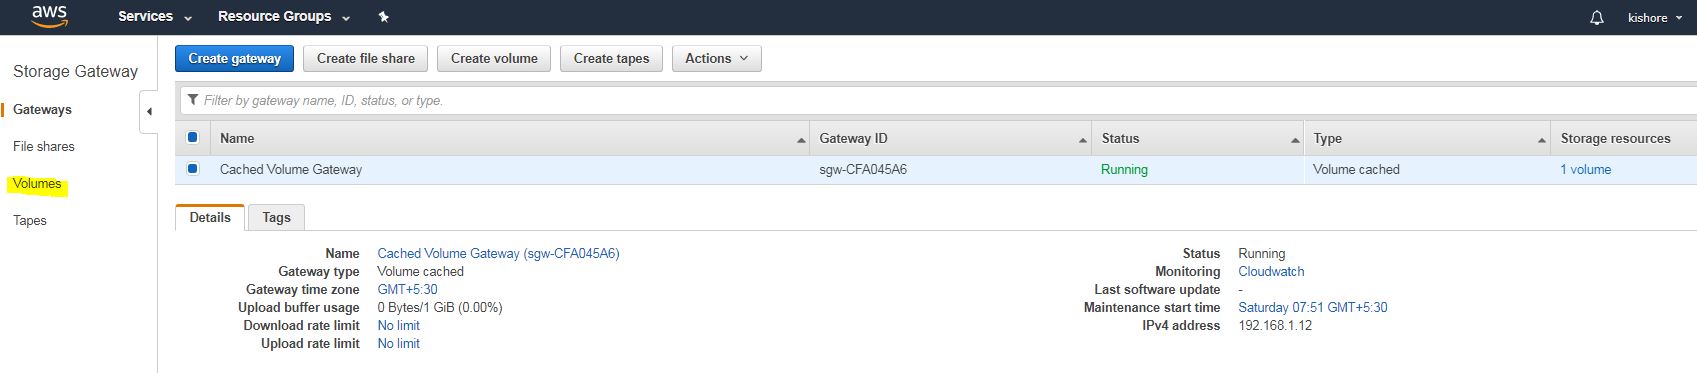 aws Services Resource Groups kishore
Storage Gateway
Gateways
File shares
Volumes
Tapes
Create gateway Create file share Create volume Create tapes Actions
Filter by gateway name, ID, status, or type.
Name Gateway ID Status Type Storage resources
Cached Volume Gateway sgw-CFA045A6 Running Volume cached 1 volume
Details Tags
Name Cached Volume Gateway (sgw-CFA045A6)
Gateway type Volume cached
Gateway time zone GMT+5:30
Upload buffer usage 0 Bytes/1 GiB (0.00%)
Download rate limit No limit
Upload rate limit No limit
Status Running
Monitoring Cloudwatch
Last software update -
Maintenance start time Saturday 07:51 GMT+5:30
IPv4 address 192.168.1.12